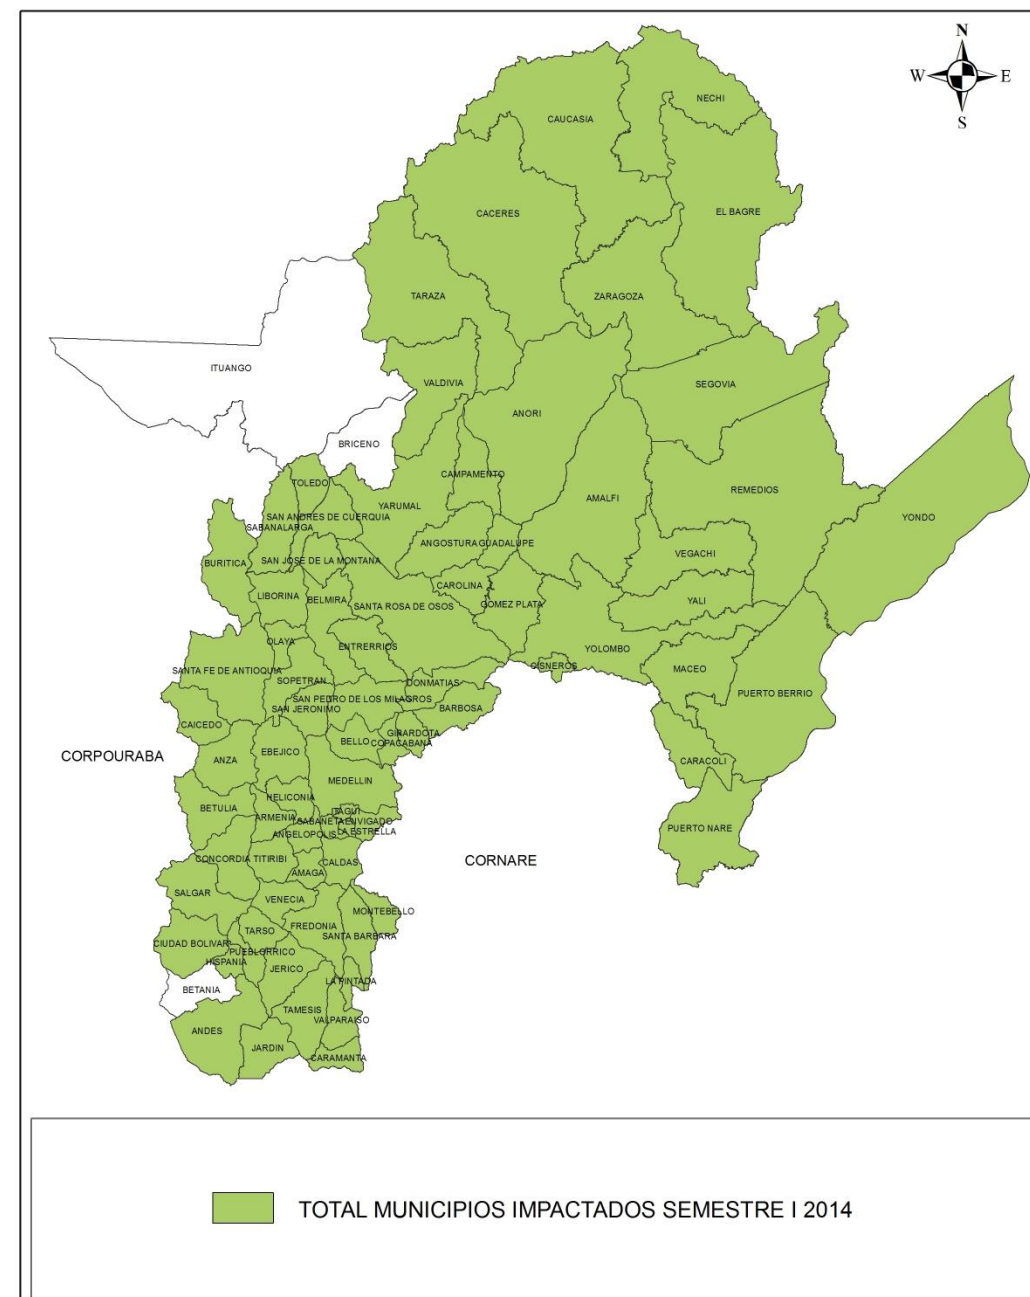 N
W E
S
NECHI
CAUCASIA
CACERES
EL BAGRE
TARAZA
ZARAGOZA
ITUANGO
VALDIVIA
SEGOVIA
ANORI
BRICENO
TOLEDO
CAMPAMENTO
REMEDIOS
AMALFI
YARUMAL
SAN ANDRES DE CUERQUIA
SABANALARGA
YONDO
ANGOSTURA
GUADALUPE
VEGACHI
BURITICA
SAN JOSE DE LA MONTANA
CAROLINA
LIBORINA
BELMIRA
SANTA ROSA DE OSOS
GOMEZ PLATA
YALI
OLAYA
ENTRERRIOS
YOLOMBO
CISNEROS
MACEO
SANTA FE DE ANTIOQUIA
SOPETRAN
DONMATIAS
PUERTO BERRIO
SAN PEDRO DE LOS MILAGROS
SAN JERONIMO
BARBOSA
CAICEDO
GIRARDOTA
BELLO
COPACABANA
EBEJICO
CORPOURABA
ANZA
CARACOLI
MEDELLIN
HELICONIA
BETULIA
ITAGUI
ARMENIA
SABANETA
ENVIGADO
LA ESTRELLA
ANGELOPOLIS
PUERTO NARE
CONCORDIA
TITIRIBI
CALDAS
CORNARE
AMAGA
SALGAR
VENECIA
MONTEBELLO
FREDONIA
TARSO
SANTA BARBARA
CIUDAD BOLIVAR
PUEBLORRICO
HISPANIA
JERICO
LA PINTADA
BETANIA
TAMESIS
VALPARAISO
ANDES
JARDIN
CARAMANTA
TOTAL MUNICIPIOS IMPACTADOS SEMESTRE I 2014